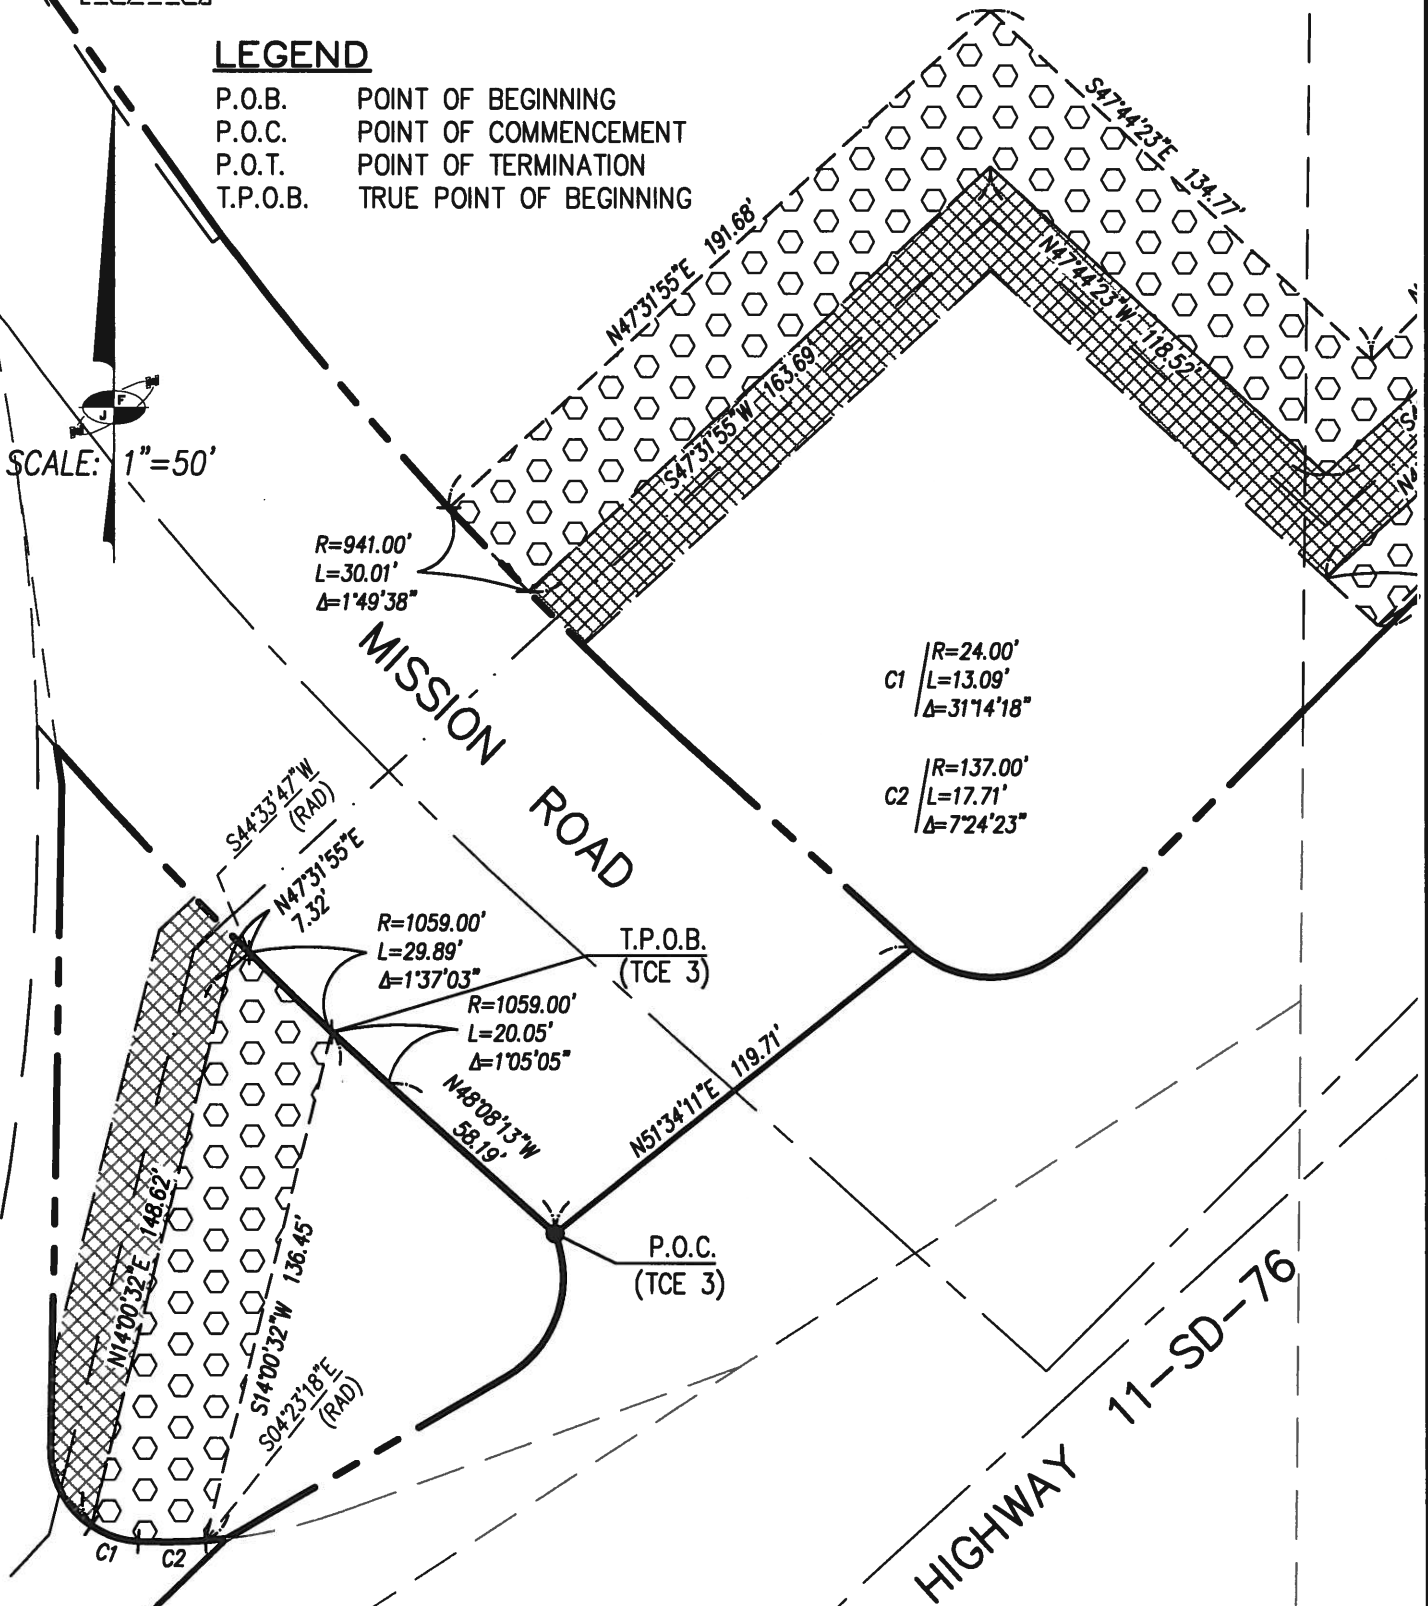 LEGEND
P.O.B. POINT OF BEGINNING
P.O.C. POINT OF COMMENCEMENT
P.O.T. POINT OF TERMINATION
T.P.O.B. TRUE POINT OF BEGINNING
F
J
SCALE: 1"=50'
N47°31'55"E 191.68'
S47°44'23"E 134.77'
N47°44'23"W 118.52'
S47°31'55"W 163.69'
R=941.00'
L=30.01'
Δ=1°49'38"
MISSION
ROAD
C1
R=24.00'
L=13.09'
Δ=31°14'18"
C2
R=137.00'
L=17.71'
Δ=7°24'23"
S44°33'47"W
(RAD)
N47°31'55"E
7.32'
R=1059.00'
L=29.89'
Δ=1°37'03"
T.P.O.B.
(TCE 3)
R=1059.00'
L=20.05'
Δ=1°05'05"
N48°08'13"W
58.19'
N51°34'11"E 119.71'
P.O.C.
(TCE 3)
N14°00'32"E 148.62'
S14°00'32"W 136.45'
S04°23'18"E
(RAD)
C1
C2
HIGHWAY 11-SD-76